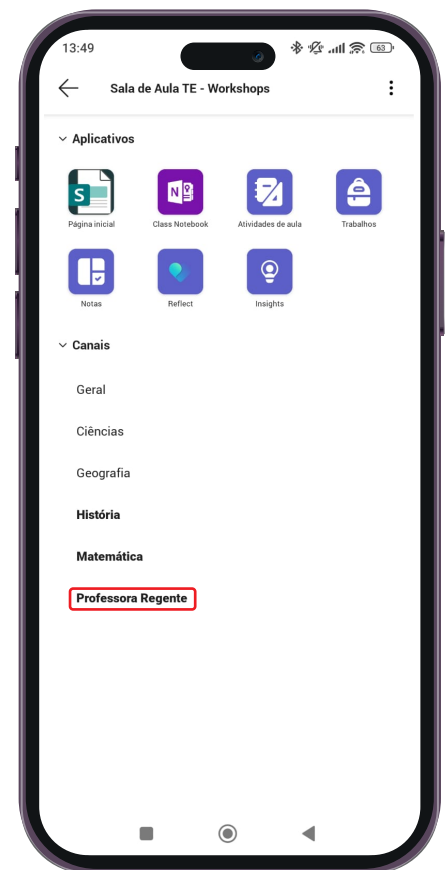 13:49
63
Sala de Aula TE - Workshops
Aplicativos
S
N
Página inicial
Class Notebook
Atividades de aula
Trabalhos
Notas
Reflect
Insights
Canais
Geral
Ciências
Geografia
História
Matemática
Professora Regente